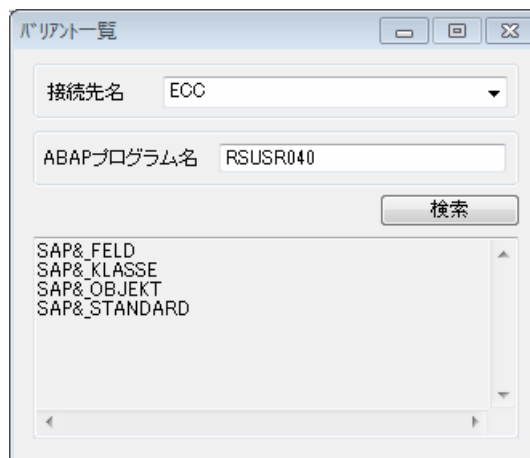 ﾊﾞﾘｱﾝﾄ一覧
接続先名 ECC
ABAPプログラム名 RSUSR040
検索
SAP&_FELD
SAP&_KLASSE
SAP&_OBJEKT
SAP&_STANDARD